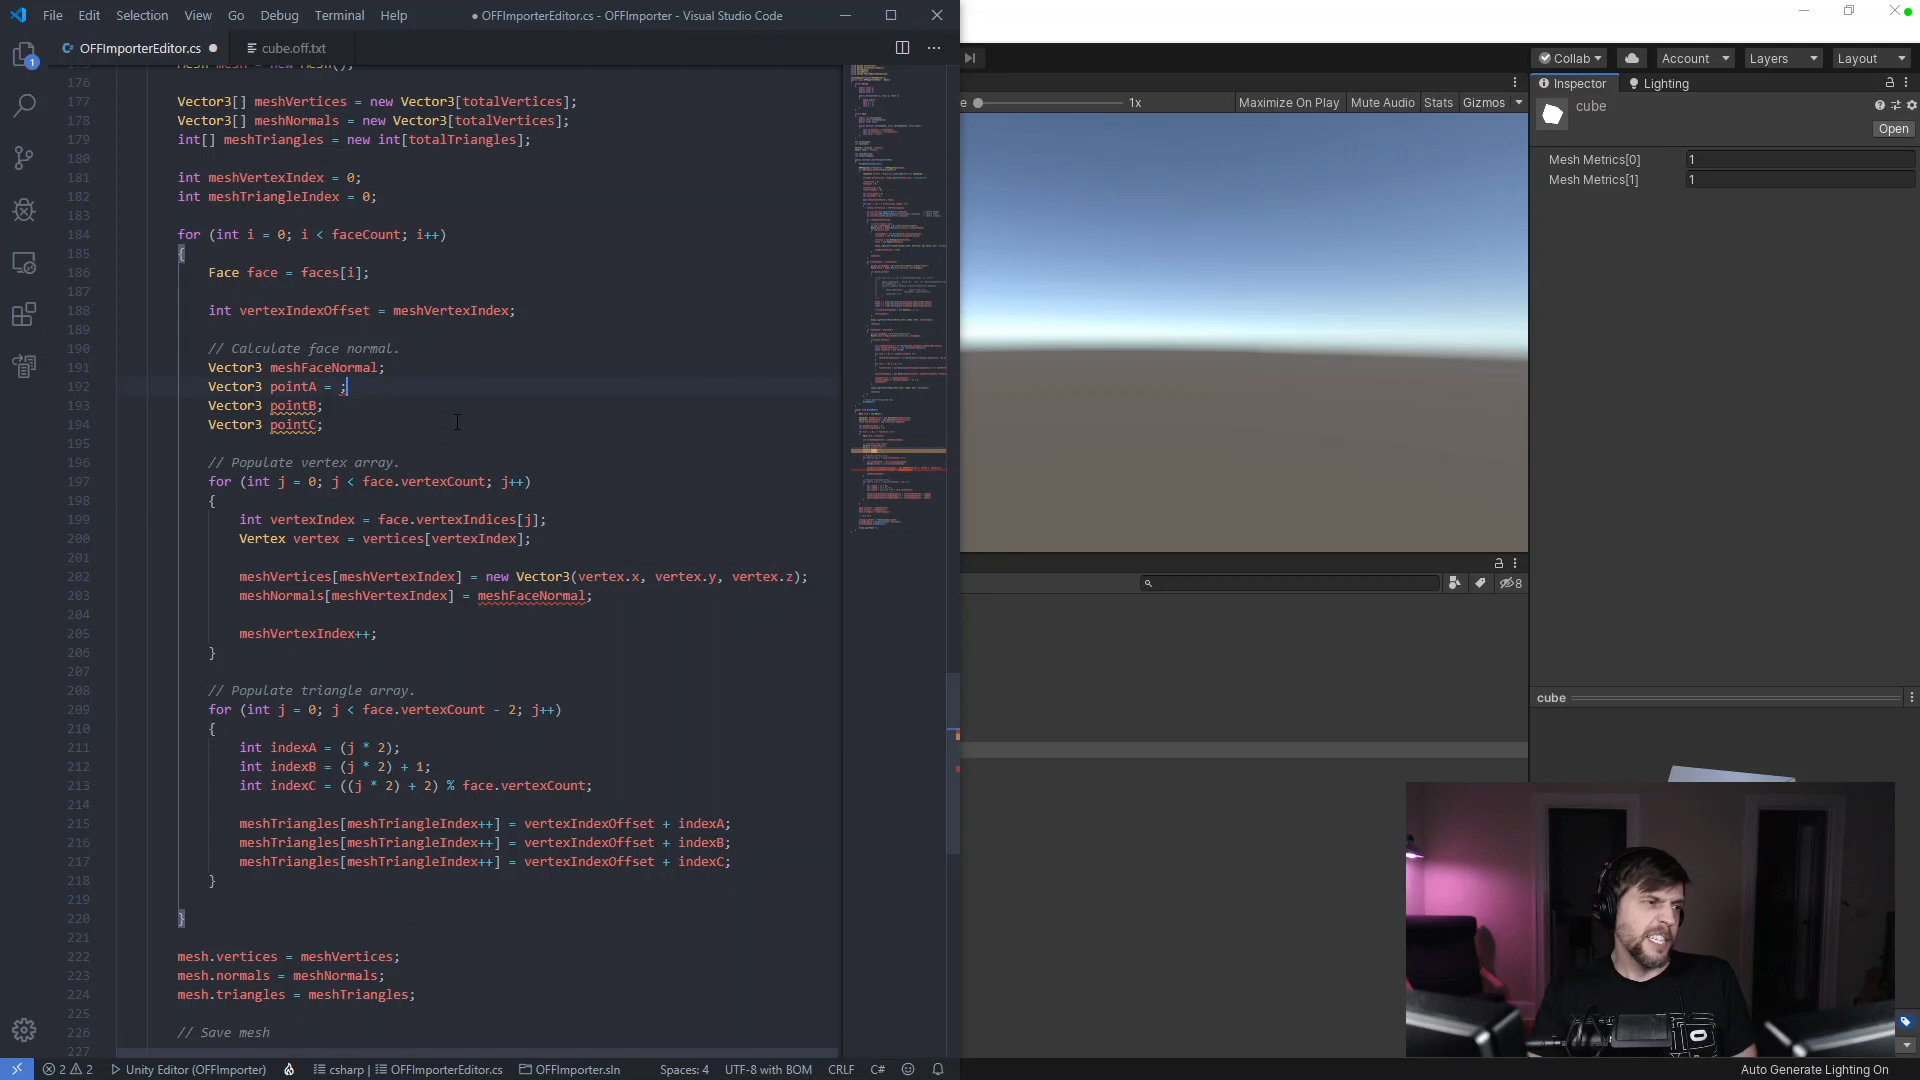 File Edit Selection View Go Debug Terminal Help
● OFFImporterEditor.cs - OFFImporter - Visual Studio Code
OFFImporterEditor.cs ●
cube.off.txt
176
177 Vector3[] meshVertices = new Vector3[totalVertices];
178 Vector3[] meshNormals = new Vector3[totalVertices];
179 int[] meshTriangles = new int[totalTriangles];
180
181 int meshVertexIndex = 0;
182 int meshTriangleIndex = 0;
183
184 for (int i = 0; i < faceCount; i++)
185 {
186 Face face = faces[i];
187
188 int vertexIndexOffset = meshVertexIndex;
189
190 // Calculate face normal.
191 Vector3 meshFaceNormal;
192 Vector3 pointA = ;
193 Vector3 pointB;
194 Vector3 pointC;
195
196 // Populate vertex array.
197 for (int j = 0; j < face.vertexCount; j++)
198 {
199 int vertexIndex = face.vertexIndices[j];
200 Vertex vertex = vertices[vertexIndex];
201
202 meshVertices[meshVertexIndex] = new Vector3(vertex.x, vertex.y, vertex.z);
203 meshNormals[meshVertexIndex] = meshFaceNormal;
204
205 meshVertexIndex++;
206 }
207
208 // Populate triangle array.
209 for (int j = 0; j < face.vertexCount - 2; j++)
210 {
211 int indexA = (j * 2);
212 int indexB = (j * 2) + 1;
213 int indexC = ((j * 2) + 2) % face.vertexCount;
214
215 meshTriangles[meshTriangleIndex++] = vertexIndexOffset + indexA;
216 meshTriangles[meshTriangleIndex++] = vertexIndexOffset + indexB;
217 meshTriangles[meshTriangleIndex++] = vertexIndexOffset + indexC;
218 }
219
220 }
221
222 mesh.vertices = meshVertices;
223 mesh.normals = meshNormals;
224 mesh.triangles = meshTriangles;
225
226 // Save mesh
227
1
2 2 Unity Editor (OFFImporter) csharp | OFFImporterEditor.cs OFFImporter.sln Spaces: 4 UTF-8 with BOM CRLF C#
Collab Account Layers Layout
1x Maximize On Play Mute Audio Stats Gizmos
8
Inspector Lighting
cube
Open
Mesh Metrics[0] 1
Mesh Metrics[1] 1
cube
Auto Generate Lighting On